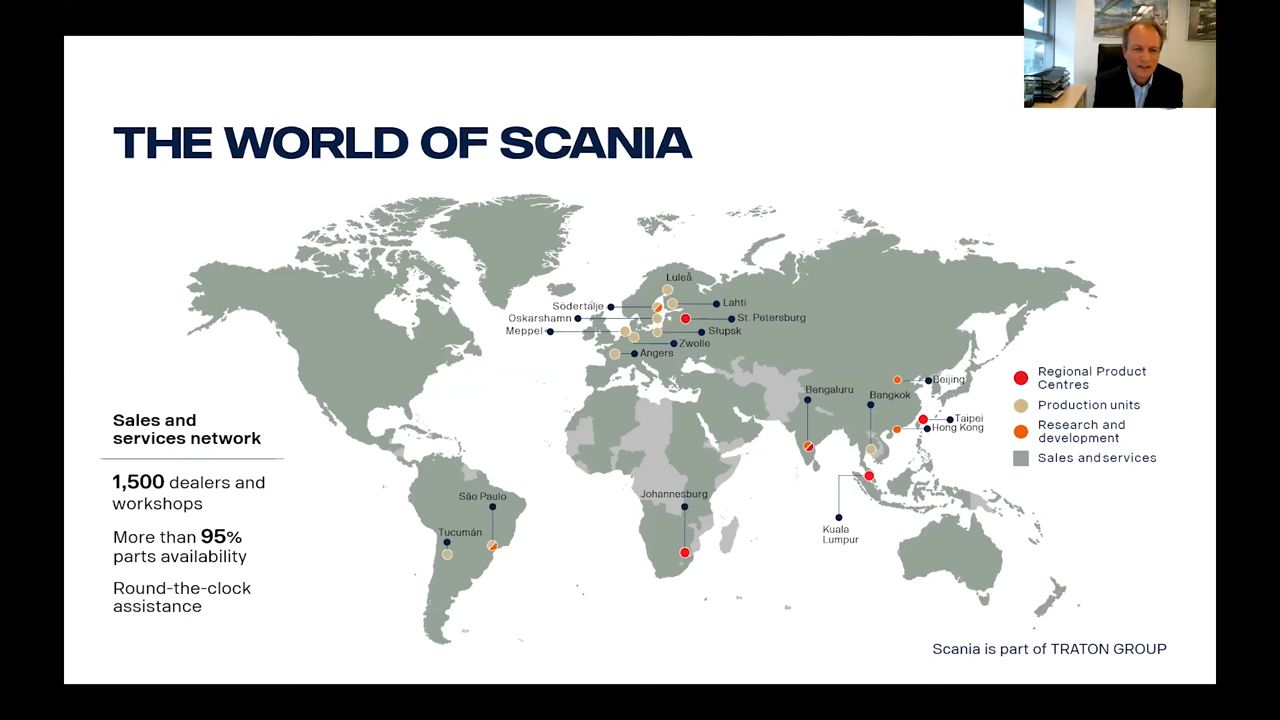 THE WORLD OF SCANIA
Luleå
Södertälje
Lahti
Oskarshamn
St. Petersburg
Meppel
Słupsk
Zwolle
Angers
Beijing
Bengaluru
Bangkok
Taipei
Hong Kong
São Paulo
Johannesburg
Tucumán
Kuala
Lumpur
Regional Product
Centres
Production units
Research and
development
Sales and services
Sales and
services network
1,500 dealers and
workshops
More than 95%
parts availability
Round-the-clock
assistance
Scania is part of TRATON GROUP